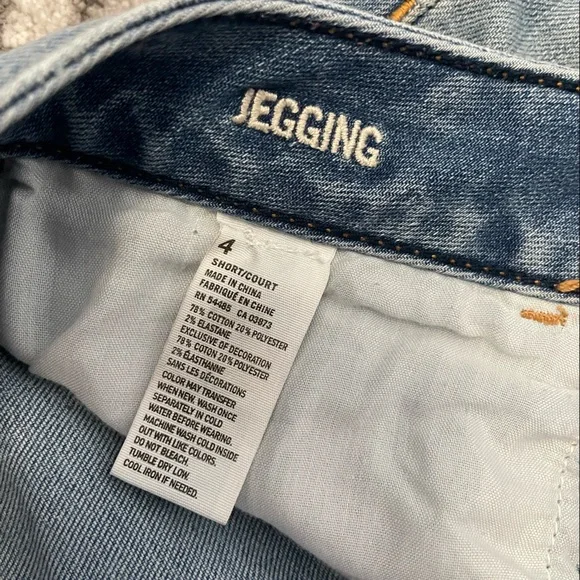 JEGGING
4
SHORT/COURT
MADE IN CHINA
FABRIQUÉ EN CHINE
RN 54485 CA 03973
78% COTTON 20% POLYESTER
2% ELASTANE
EXCLUSIVE OF DECORATION
78% COTON 20% POLYESTER
2% ÉLASTHANNE
SANS LES DÉCORATIONS
COLOR MAY TRANSFER
WHEN NEW. WASH ONCE
SEPARATELY IN COLD
WATER BEFORE WEARING.
MACHINE WASH COLD INSIDE
OUT WITH LIKE COLORS.
DO NOT BLEACH.
TUMBLE DRY LOW.
COOL IRON IF NEEDED.